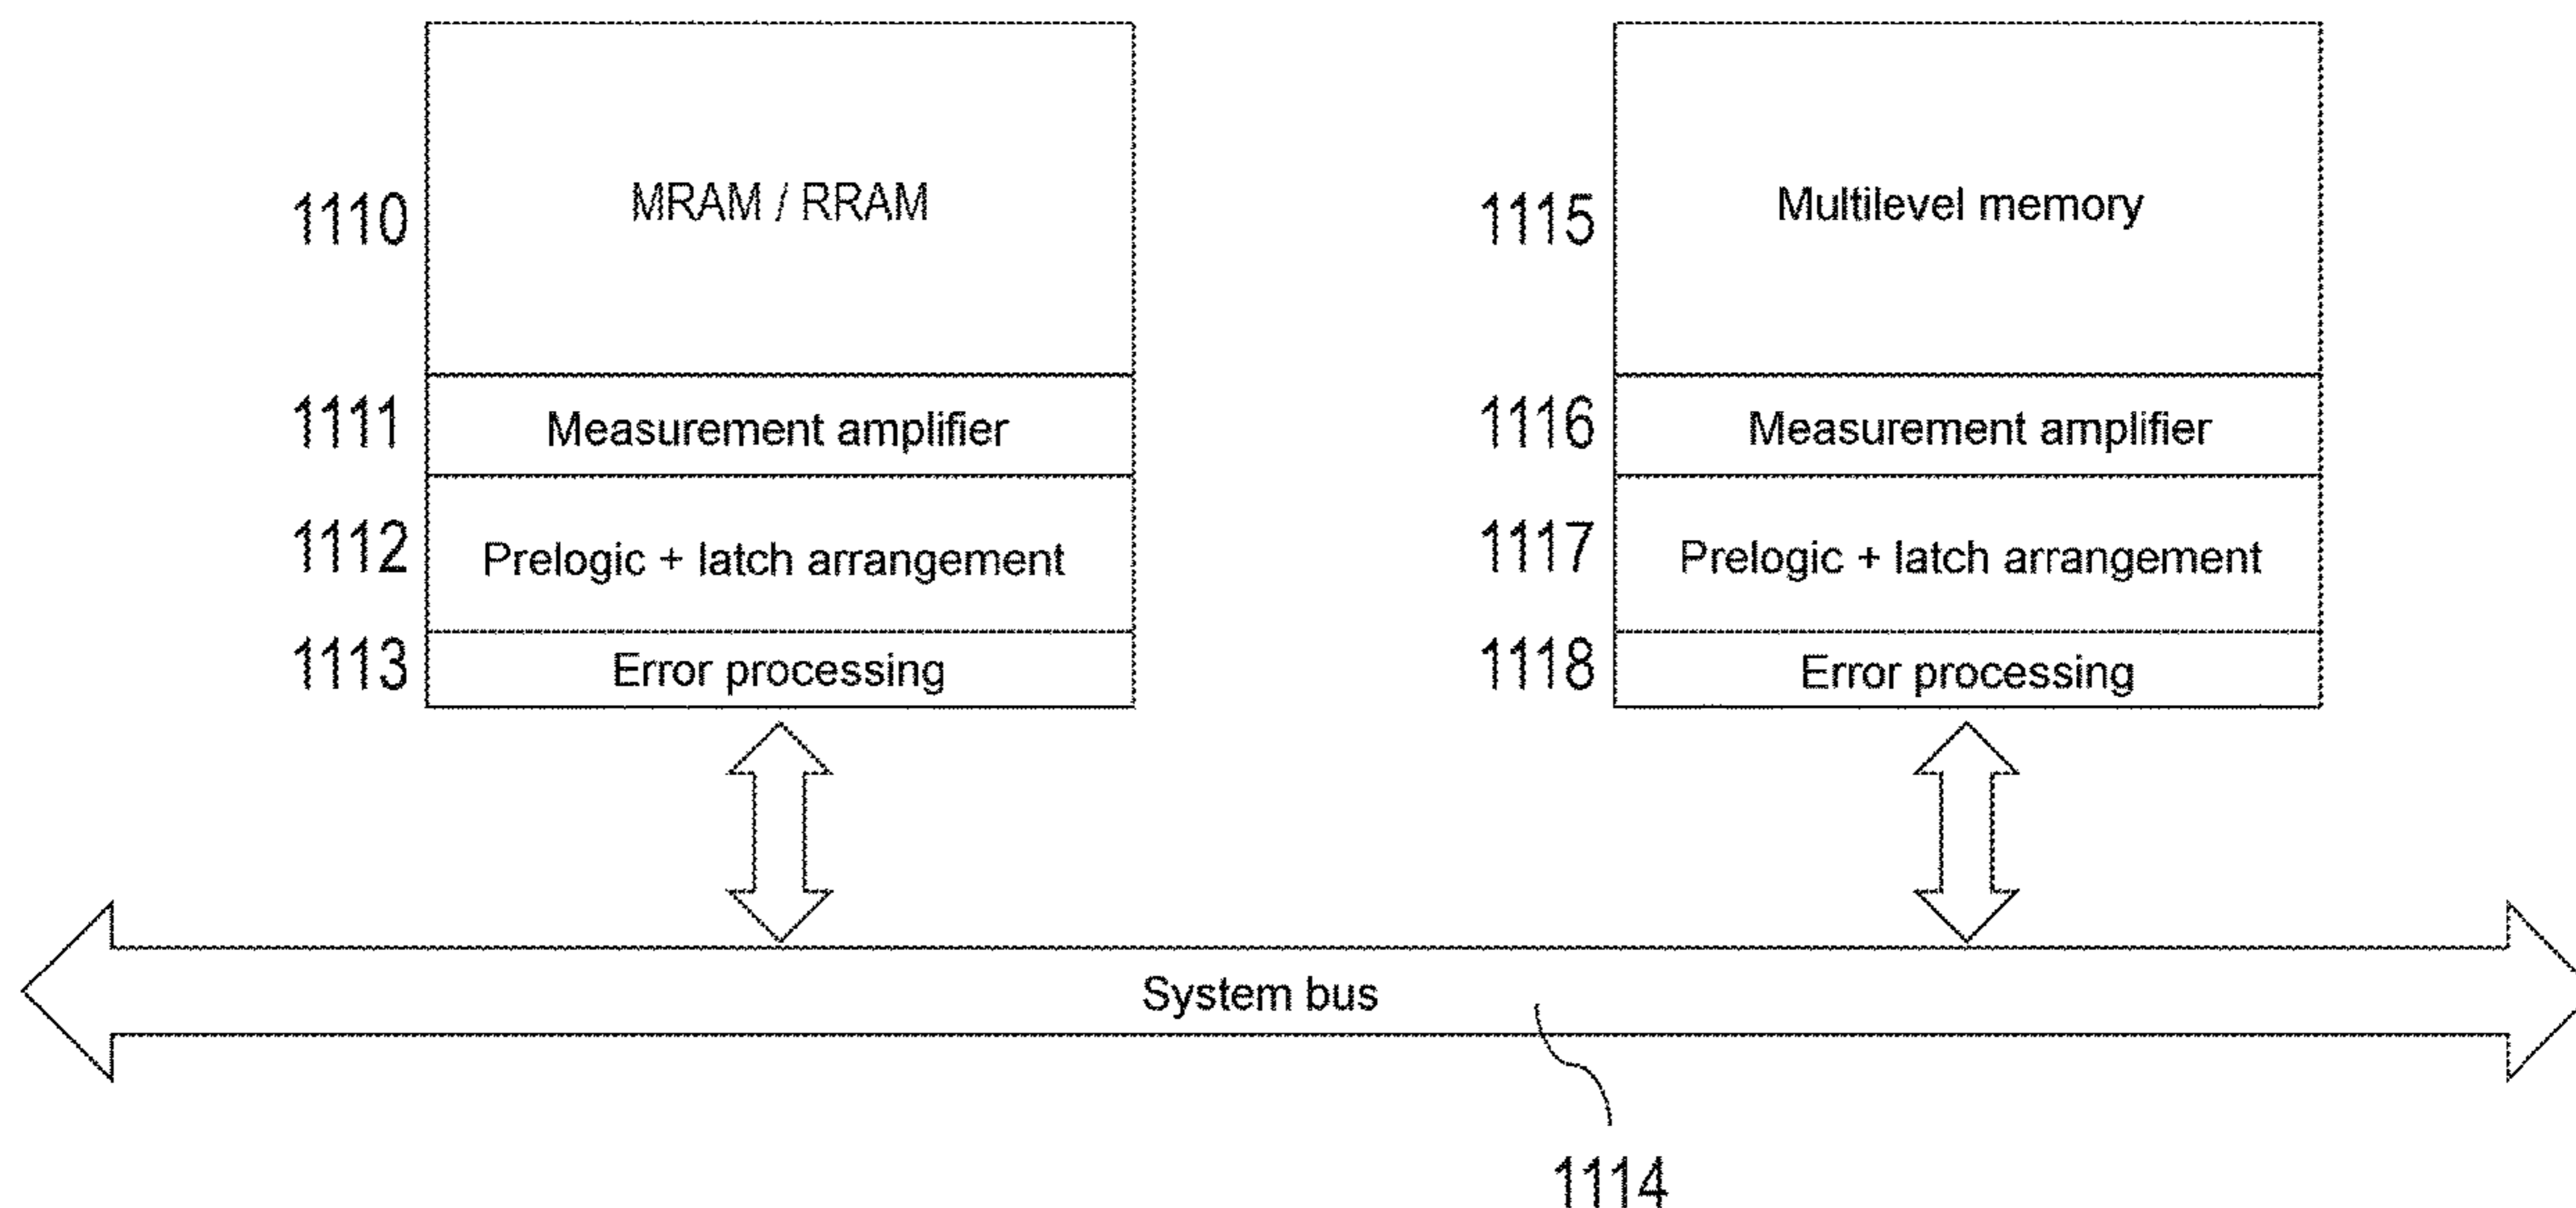 1110 MRAM / RRAM
1111 Measurement amplifier
1112 Prelogic + latch arrangement
1113 Error processing
1115 Multilevel memory
1116 Measurement amplifier
1117 Prelogic + latch arrangement
1118 Error processing
System bus
1114